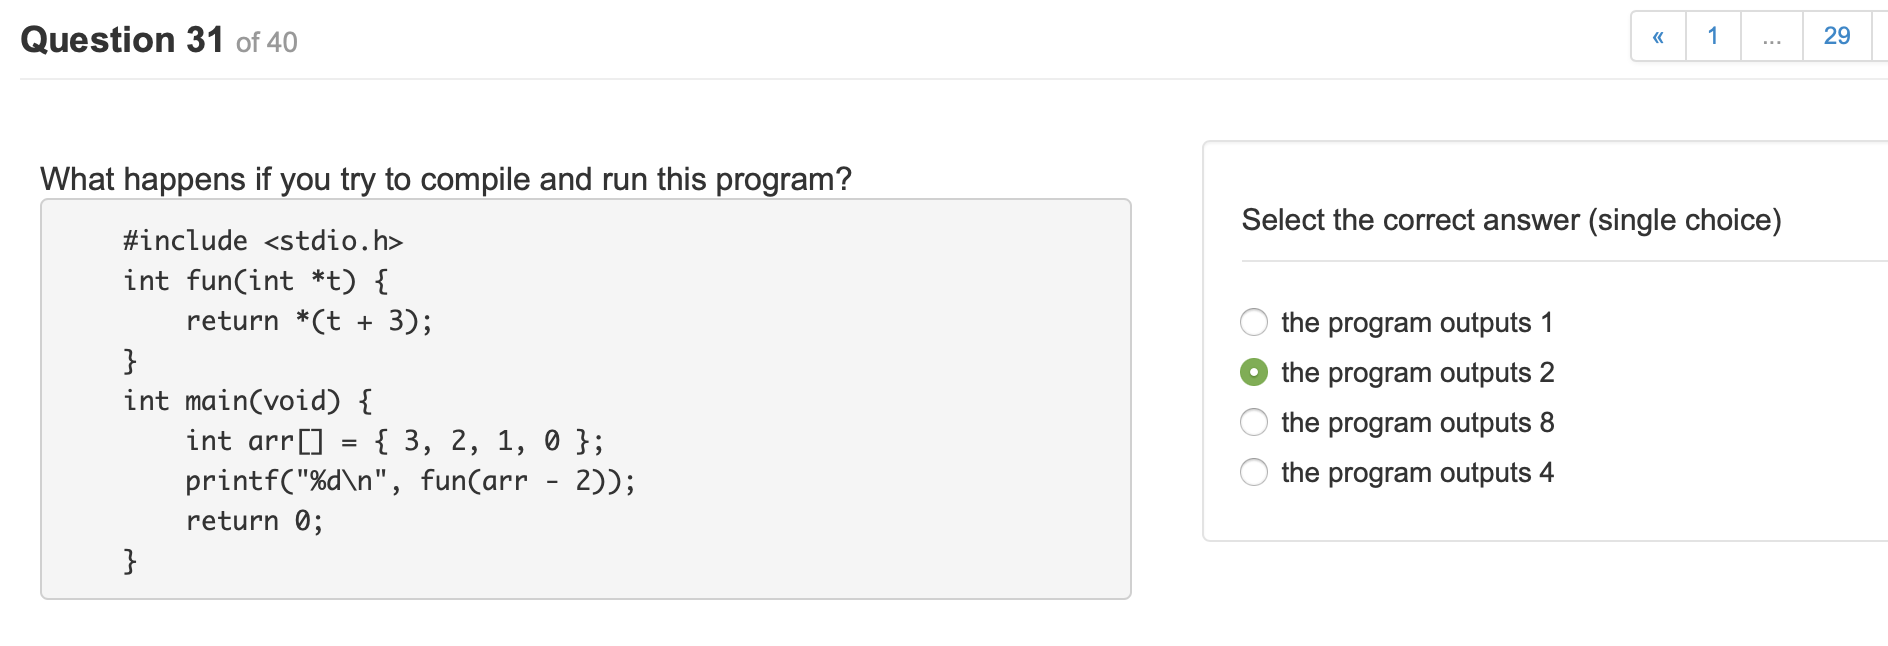 Question 31 of 40
« 1 ... 29
What happens if you try to compile and run this program?
#include <stdio.h>
int fun(int *t) {
    return *(t + 3);
}
int main(void) {
    int arr[] = { 3, 2, 1, 0 };
    printf("%d\n", fun(arr - 2));
    return 0;
}
Select the correct answer (single choice)
the program outputs 1
the program outputs 2
the program outputs 8
the program outputs 4